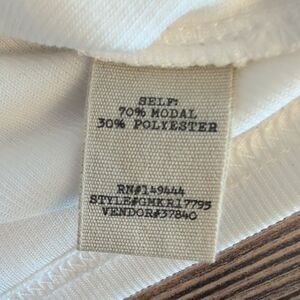 SELF:
70% MODAL
30% POLYESTER
RN#149444
STYLE#GMKR17795
VENDOR#37840